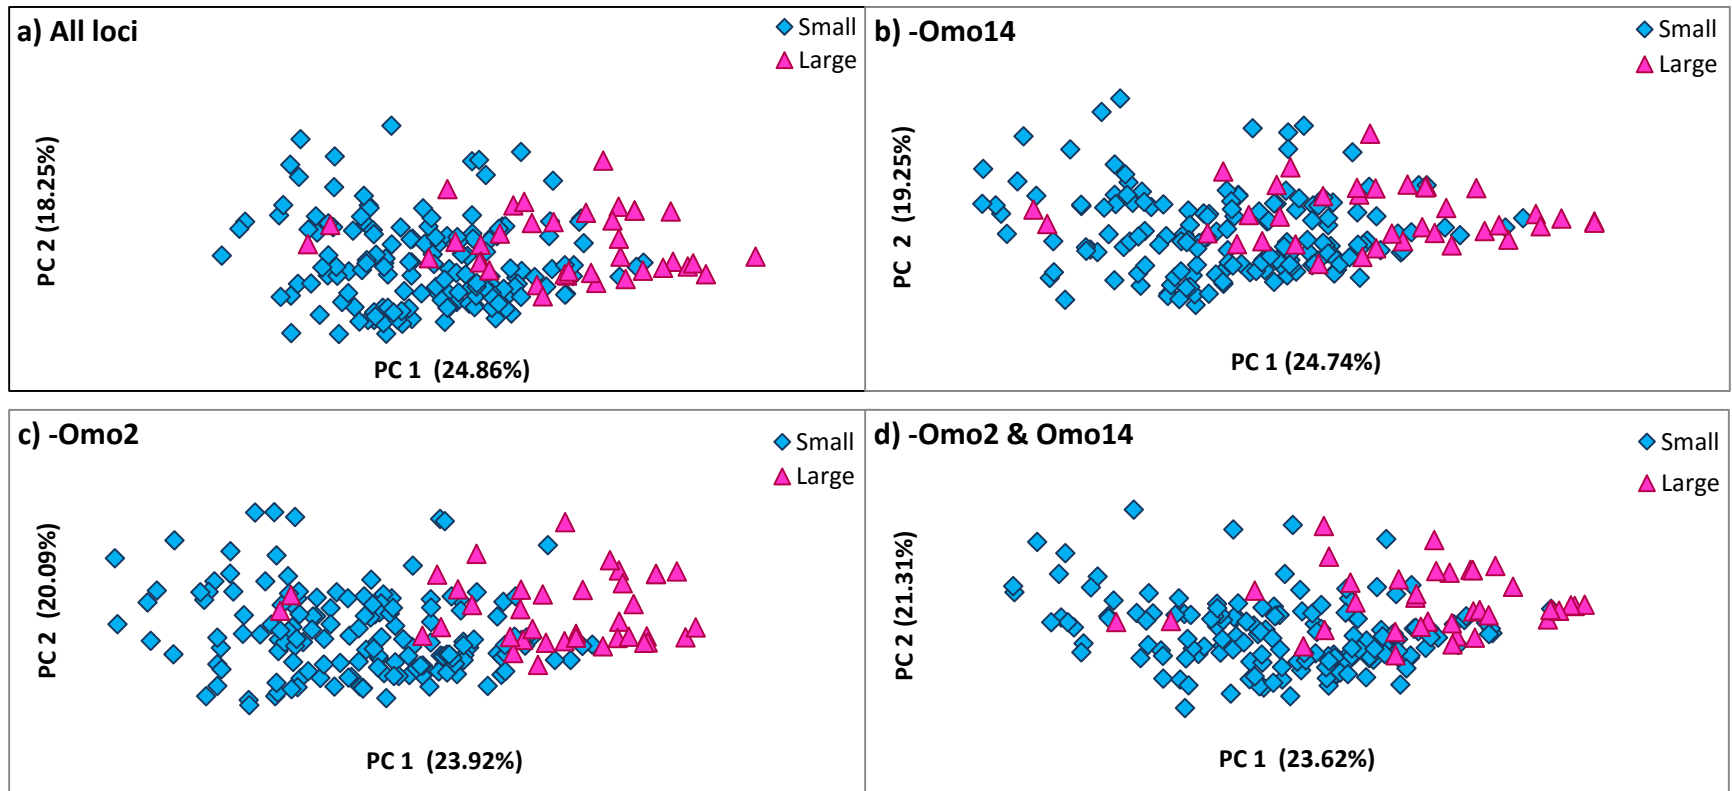 a) All loci
Small
Large
PC 2 (18.25%)
PC 1 (24.86%)
b) -Omo14
Small
Large
PC 2 (19.25%)
PC 1 (24.74%)
c) -Omo2
Small
Large
PC 2 (20.09%)
PC 1 (23.92%)
d) -Omo2 & Omo14
Small
Large
PC 2 (21.31%)
PC 1 (23.62%)